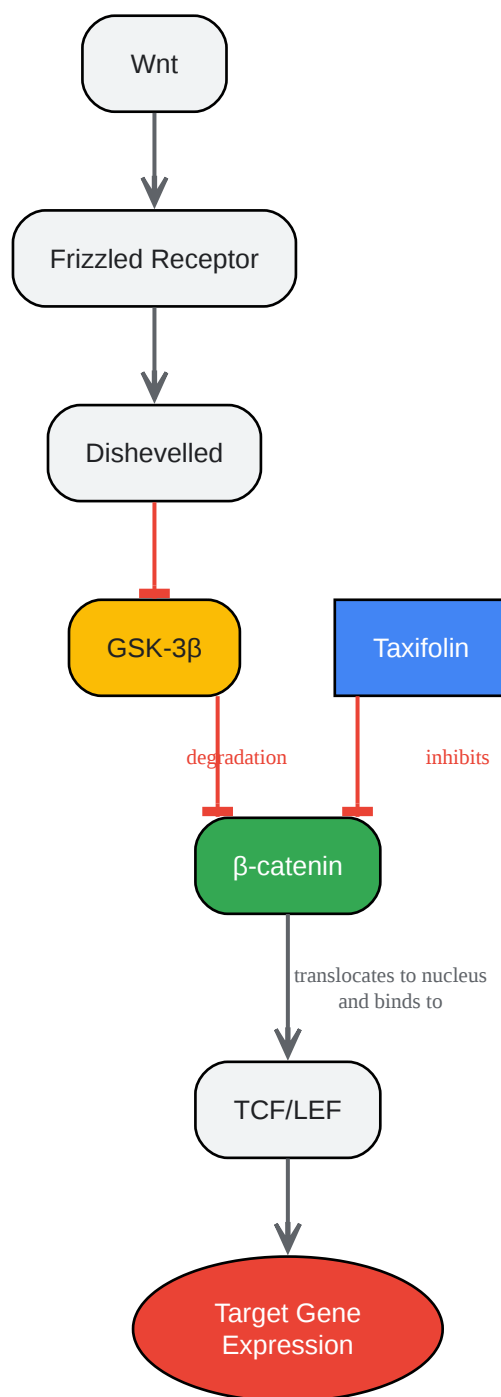 Wnt
Frizzled Receptor
Dishevelled
GSK-3β
Taxifolin
degradation
inhibits
β-catenin
translocates to nucleus
and binds to
TCF/LEF
Target Gene
Expression